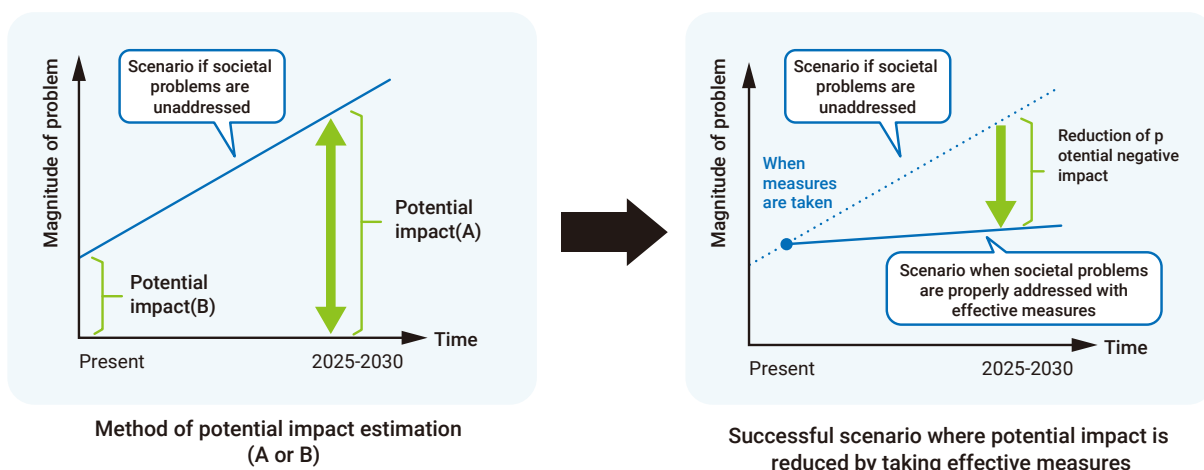 Magnitude of problem
Scenario if societal
problems are
unaddressed
Potential
impact(A)
Potential
impact(B)
Time
Present
2025-2030
Method of potential impact estimation
(A or B)
Magnitude of problem
Scenario if societal
problems are
unaddressed
When
measures
are taken
Reduction of p
otential negative
impact
Scenario when societal problems
are properly addressed with
effective measures
Time
Present
2025-2030
Successful scenario where potential impact is
reduced by taking effective measures